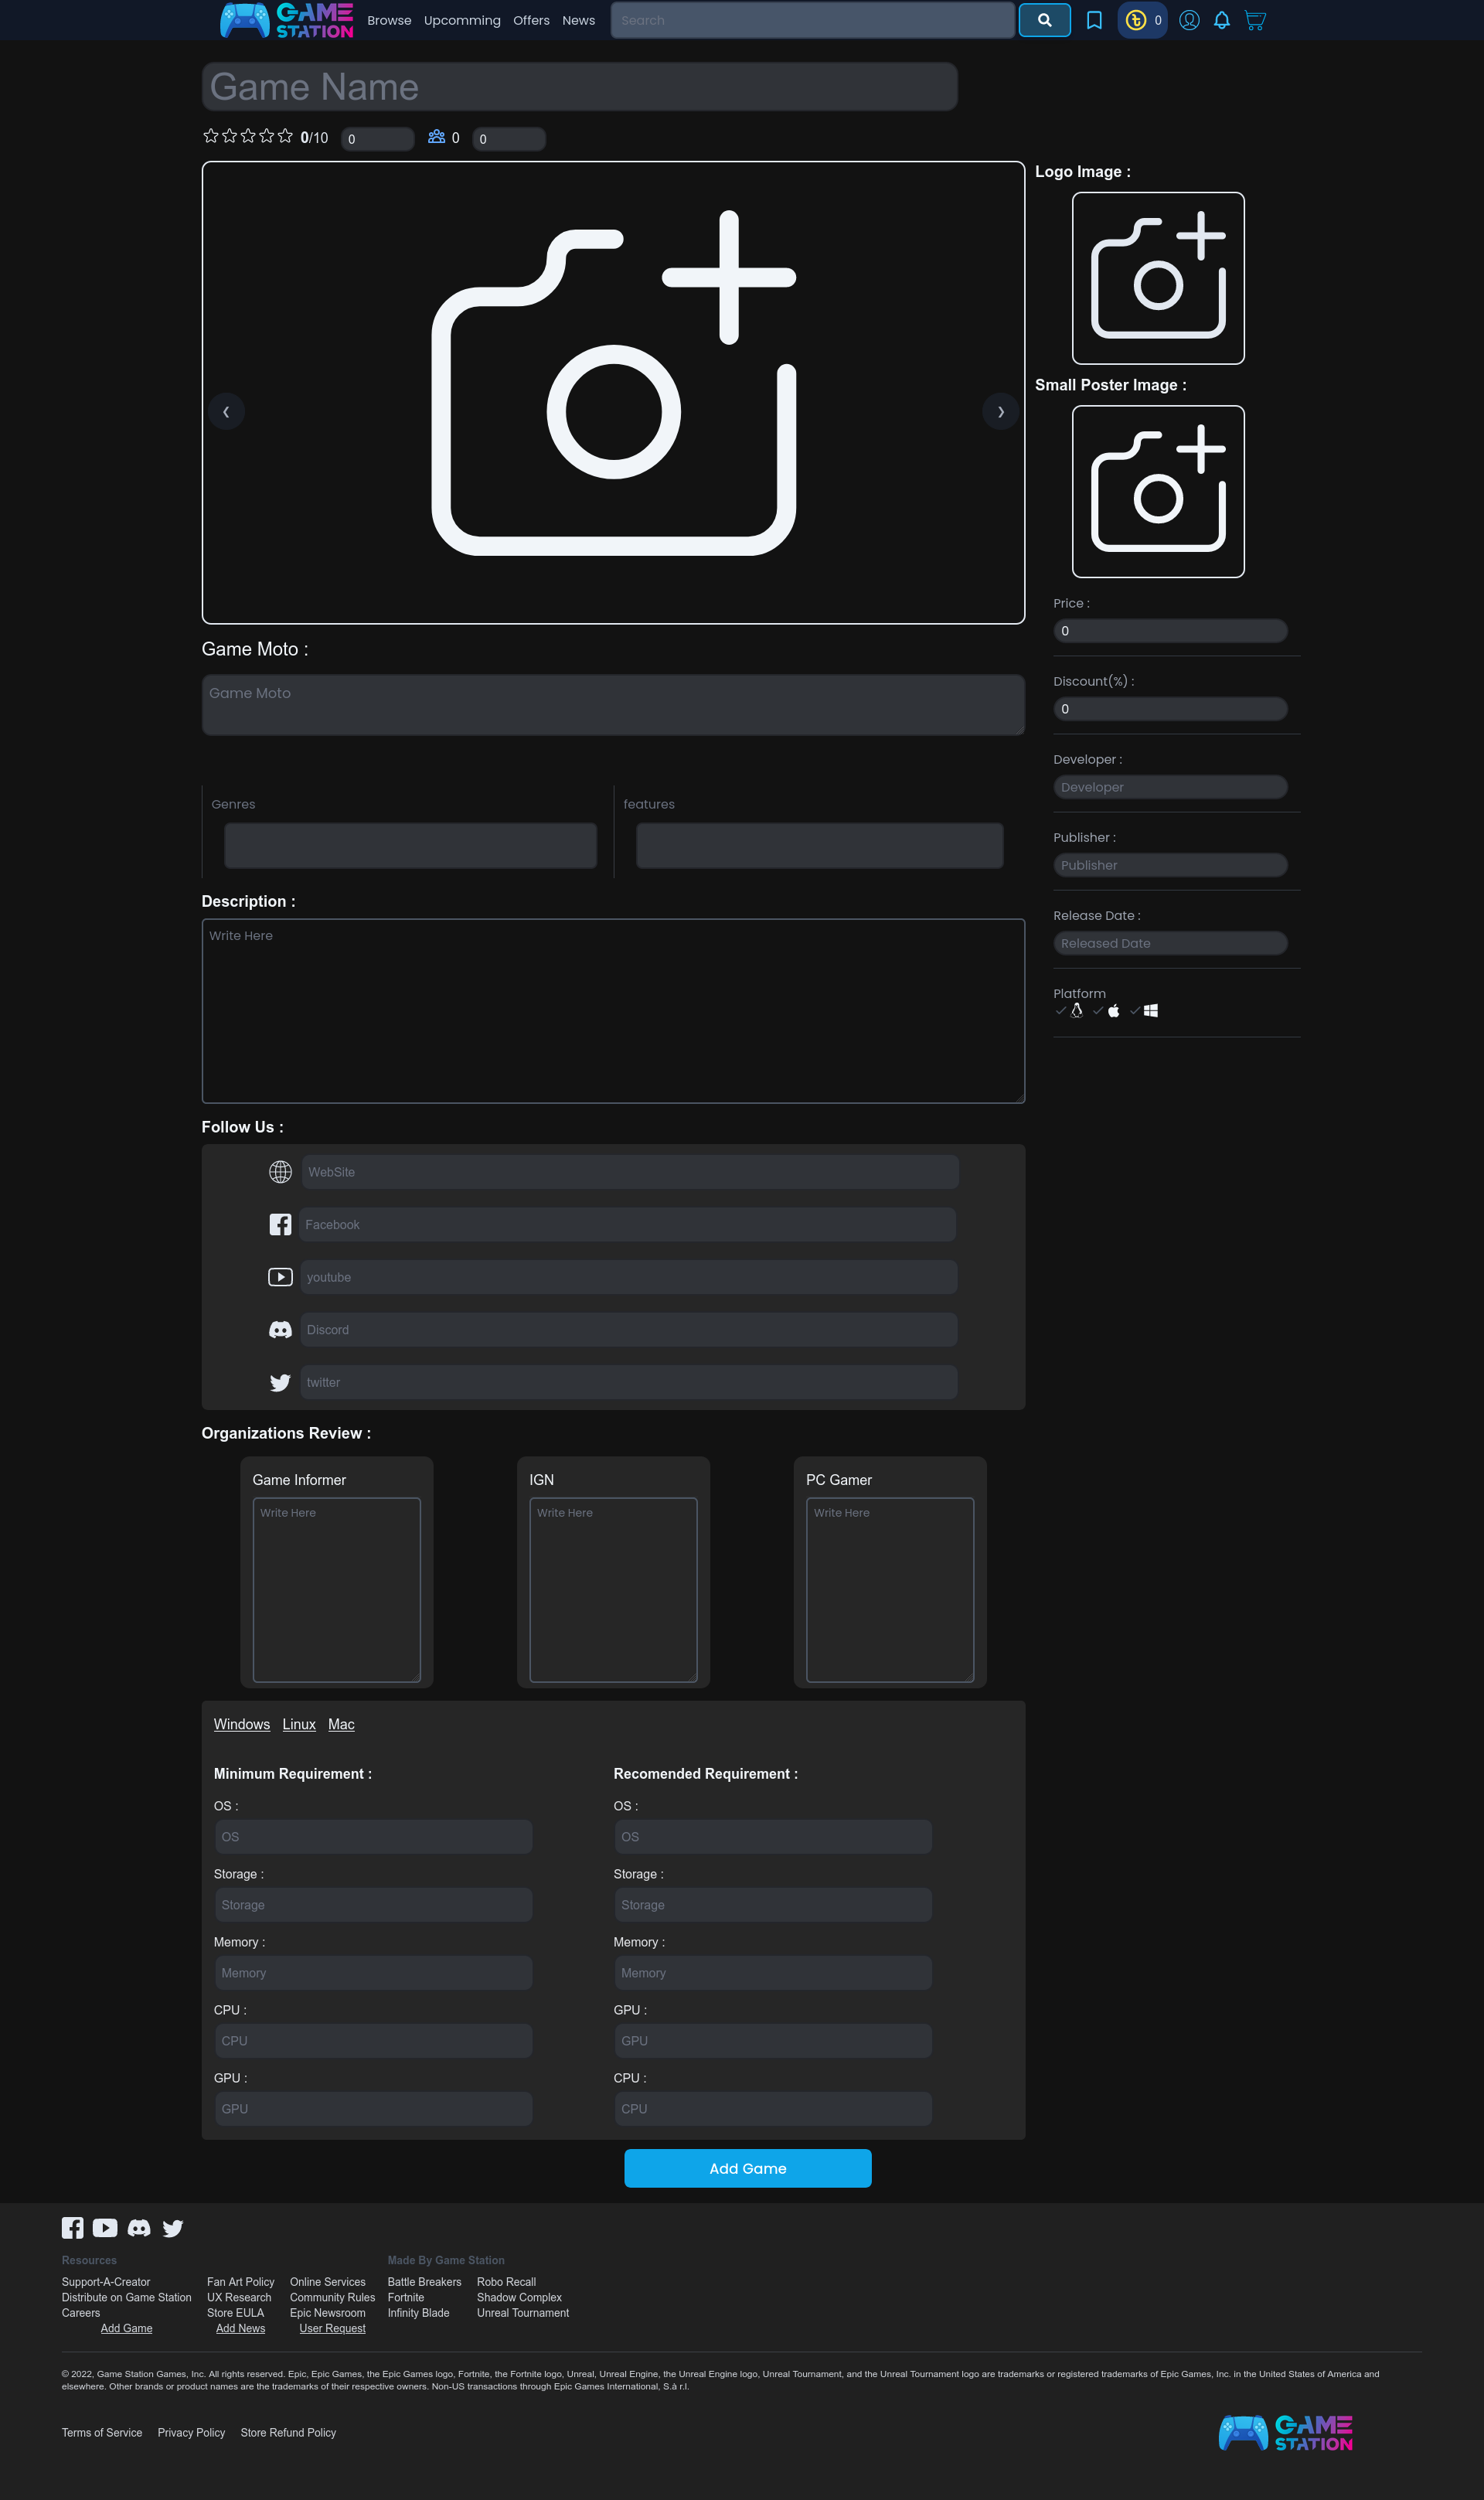 GAME
STATION
Browse Upcomming Offers News Search 0
Game Name
0/10 0 0 0
Logo Image :
Small Poster Image :
Price :
0
Game Moto :
Discount(%) :
Game Moto
0
Developer :
Developer
Genres features
Publisher :
Publisher
Description :
Release Date :
Write Here
Released Date
Platform
Follow Us :
WebSite
Facebook
youtube
Discord
twitter
Organizations Review :
Game Informer IGN PC Gamer
Write Here Write Here Write Here
Windows Linux Mac
Minimum Requirement : Recomended Requirement :
OS : OS :
OS OS
Storage : Storage :
Storage Storage
Memory : Memory :
Memory Memory
CPU : GPU :
CPU GPU
GPU : CPU :
GPU CPU
Add Game
Resources Made By Game Station
Support-A-Creator Fan Art Policy Online Services Battle Breakers Robo Recall
Distribute on Game Station UX Research Community Rules Fortnite Shadow Complex
Careers Store EULA Epic Newsroom Infinity Blade Unreal Tournament
Add Game Add News User Request
© 2022, Game Station Games, Inc. All rights reserved. Epic, Epic Games, the Epic Games logo, Fortnite, the Fortnite logo, Unreal, Unreal Engine, the Unreal Engine logo, Unreal Tournament, and the Unreal Tournament logo are trademarks or registered trademarks of Epic Games, Inc. in the United States of America and
elsewhere. Other brands or product names are the trademarks of their respective owners. Non-US transactions through Epic Games International, S.à r.l.
Terms of Service Privacy Policy Store Refund Policy
GAME
STATION